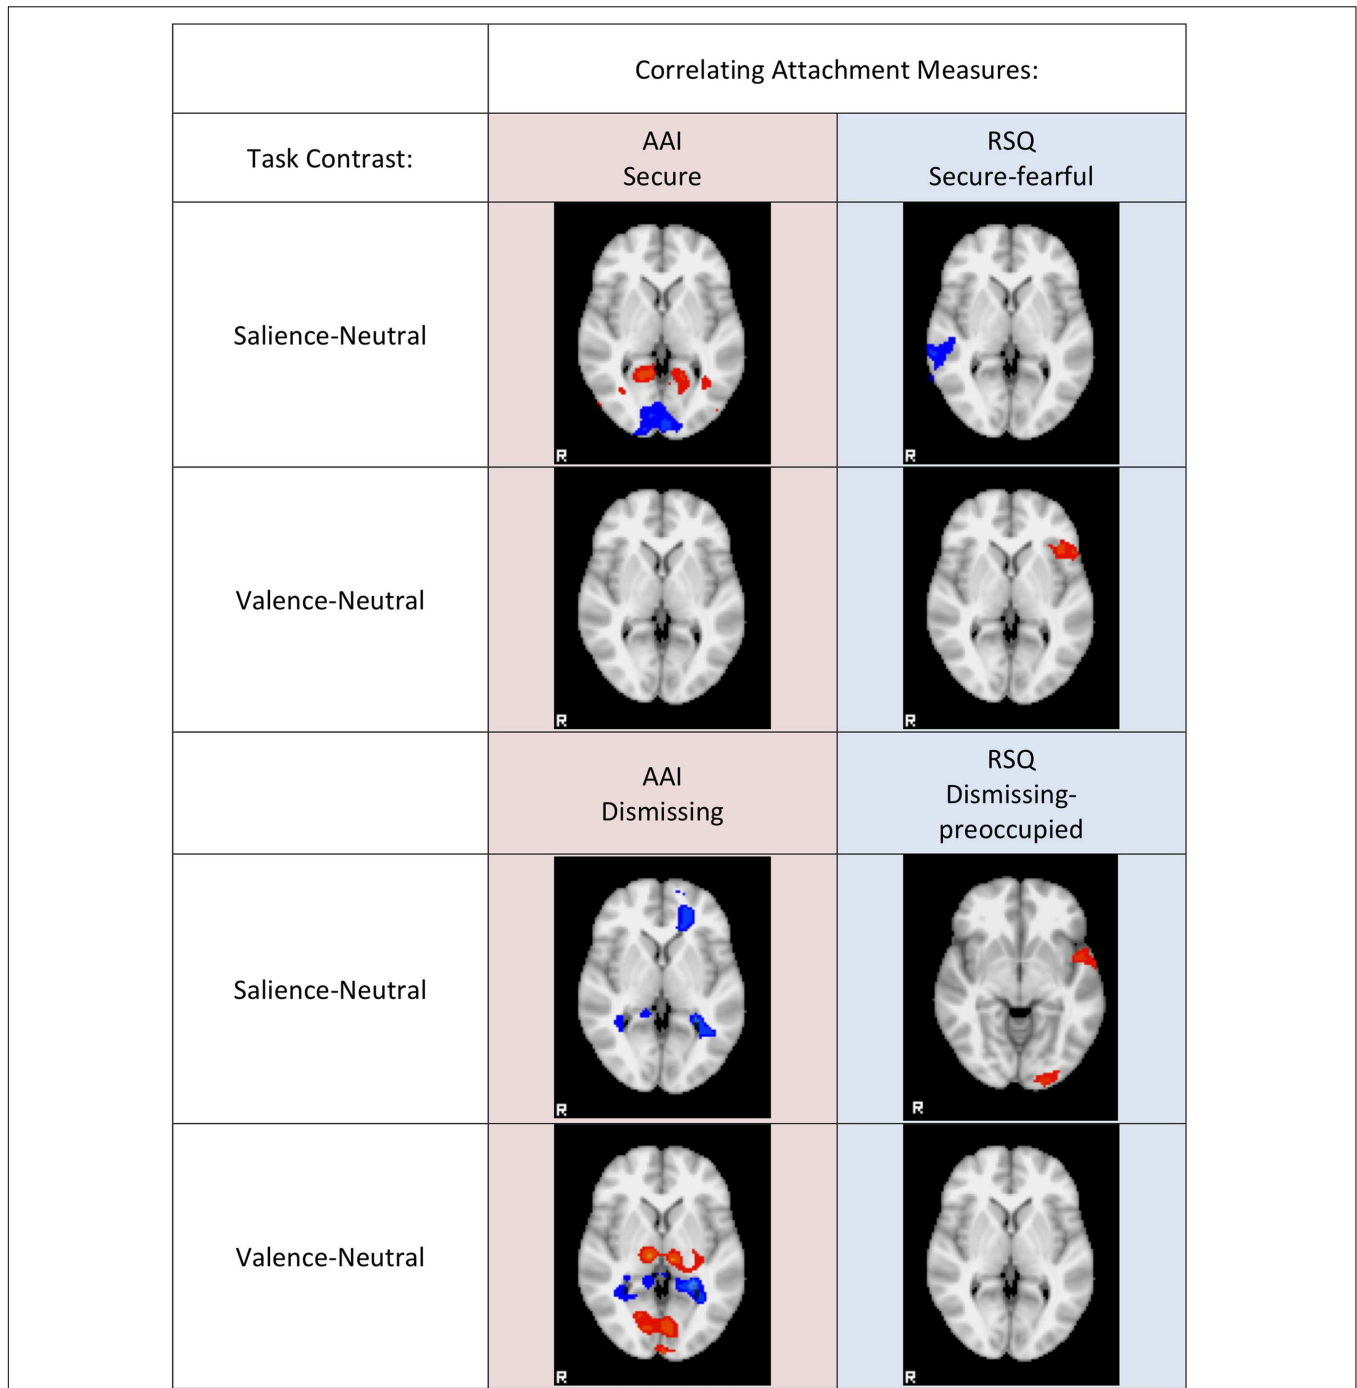 Correlating Attachment Measures:
Task Contrast:
AAI
Secure
RSQ
Secure-fearful
Salience-Neutral
R
R
Valence-Neutral
R
R
AAI
Dismissing
RSQ
Dismissing-
preoccupied
Salience-Neutral
R
R
Valence-Neutral
R
R